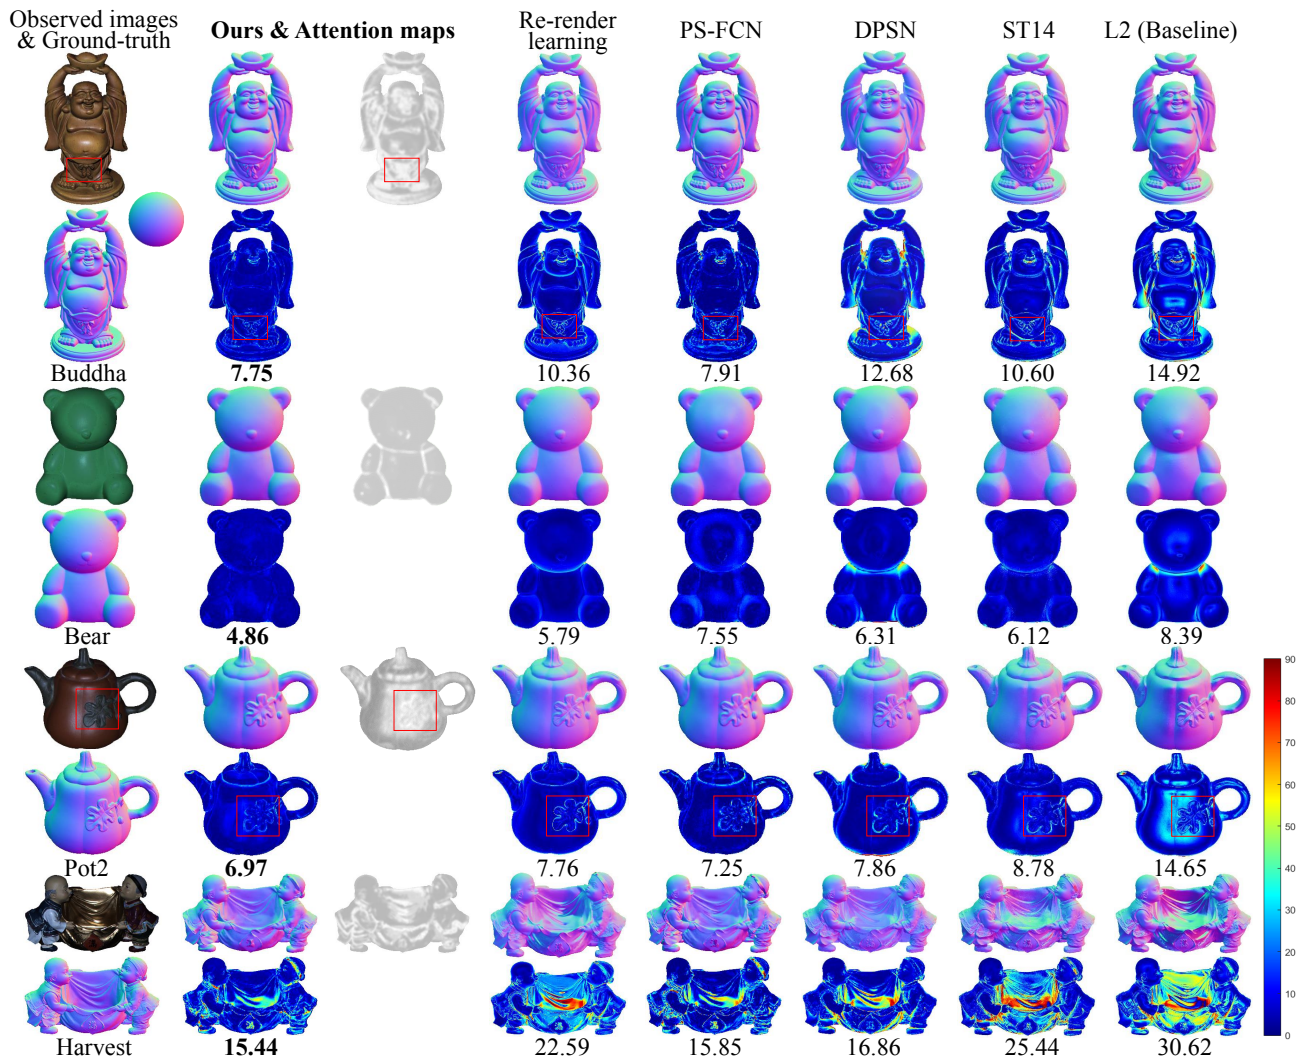 Observed images
& Ground-truth
Ours & Attention maps
Re-render
learning
PS-FCN
DPSN
ST14
L2 (Baseline)
Buddha
7.75
10.36
7.91
12.68
10.60
14.92
Bear
4.86
5.79
7.55
6.31
6.12
8.39
Pot2
6.97
7.76
7.25
7.86
8.78
14.65
Harvest
15.44
22.59
15.85
16.86
25.44
30.62
90
80
70
60
50
40
30
20
10
0